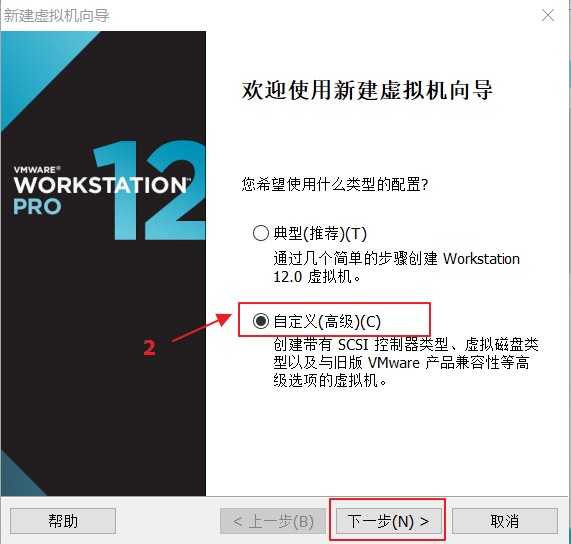 新建虚拟机向导
欢迎使用新建虚拟机向导
VMWARE®
WORKSTATION™
PRO
12
您希望使用什么类型的配置?
典型(推荐)(T)
通过几个简单的步骤创建 Workstation
12.0 虚拟机。
自定义(高级)(C)
2
创建带有 SCSI 控制器类型、虚拟磁盘类
型以及与旧版 VMware 产品兼容性等高
级选项的虚拟机。
帮助
< 上一步(B)
下一步(N) >
取消